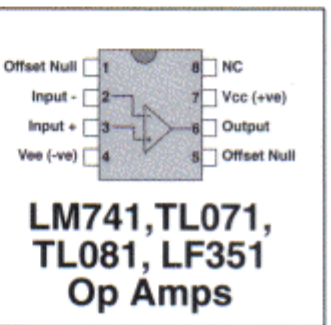 Offset Null 1 8 NC
Input - 2 7 Vcc (+ve)
Input + 3 6 Output
Vee (-ve) 4 5 Offset Null
LM741, TL071,
TL081, LF351
Op Amps